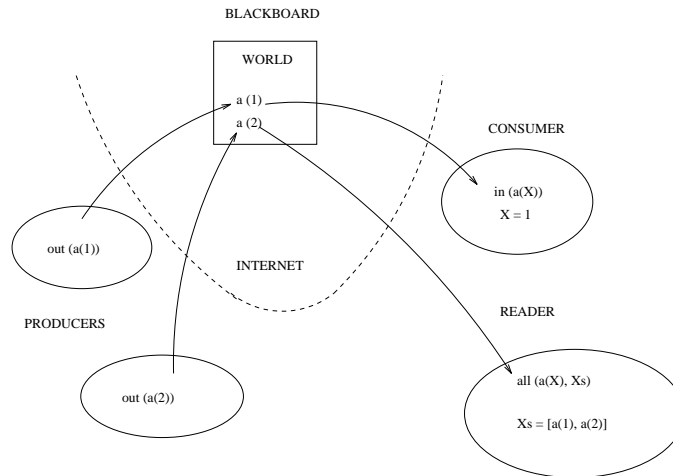 BLACKBOARD
WORLD
a (1)
a (2)
CONSUMER
in (a(X))
X = 1
out (a(1))
INTERNET
PRODUCERS
READER
out (a(2))
all (a(X), Xs)
Xs = [a(1), a(2)]